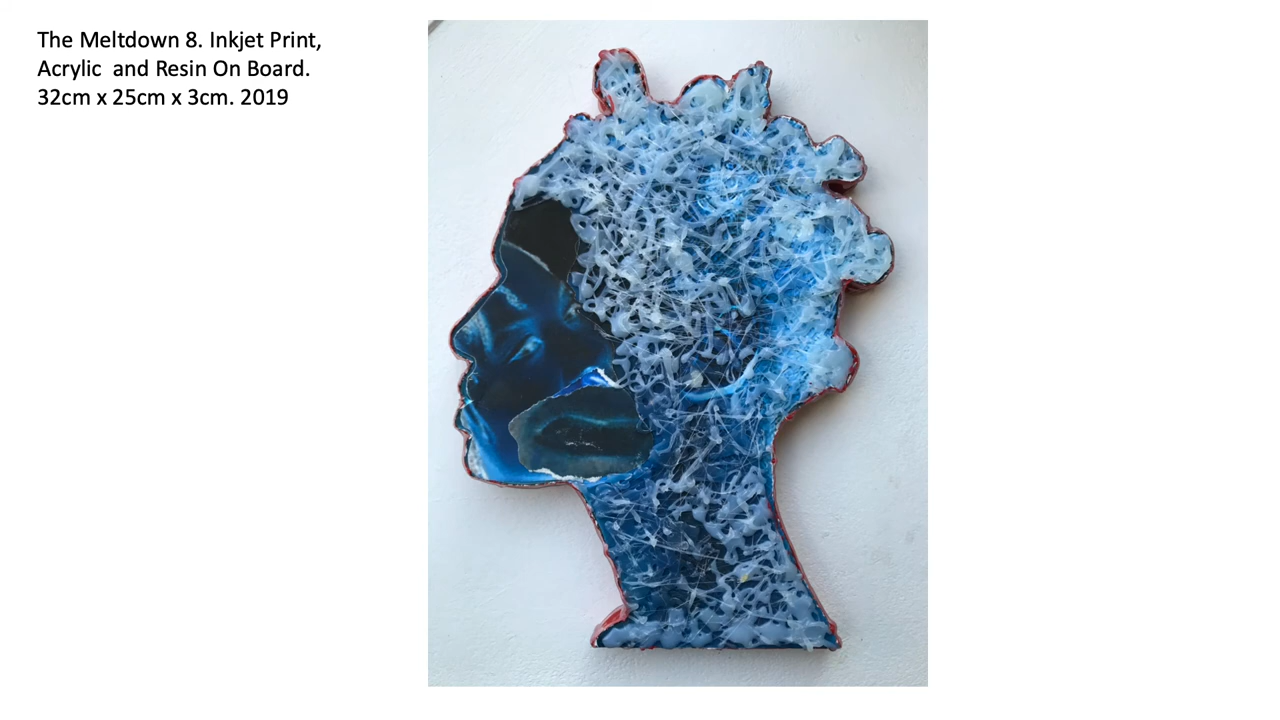 The Meltdown 8. Inkjet Print,
Acrylic  and Resin On Board.
32cm x 25cm x 3cm. 2019